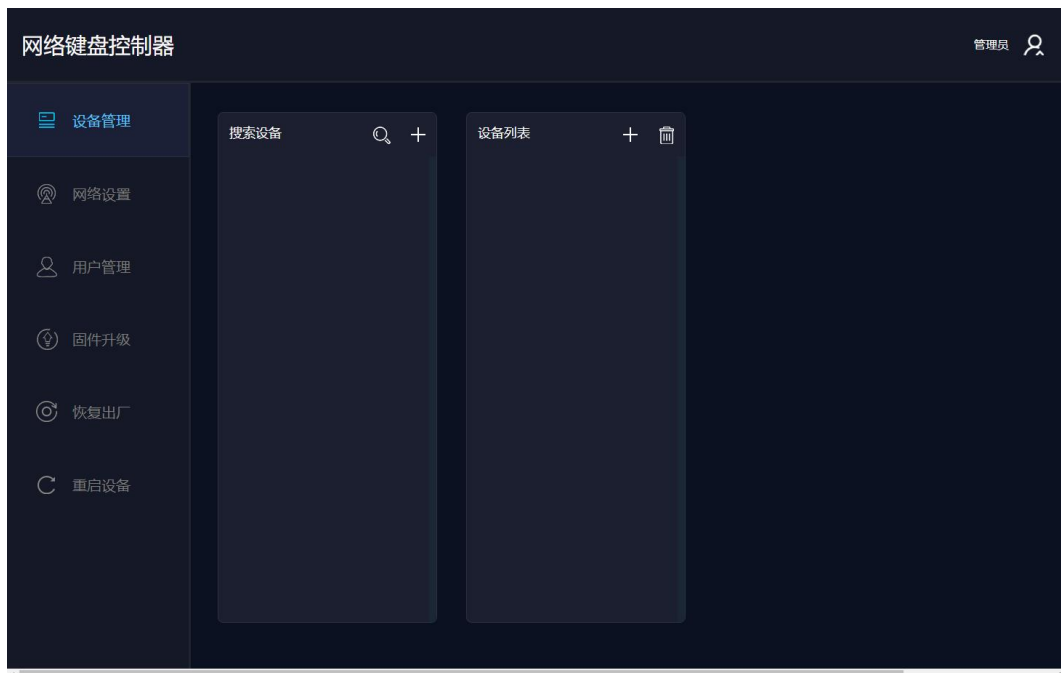 网络键盘控制器
管理员
设备管理
网络设置
用户管理
固件升级
恢复出厂
重启设备
搜索设备
设备列表